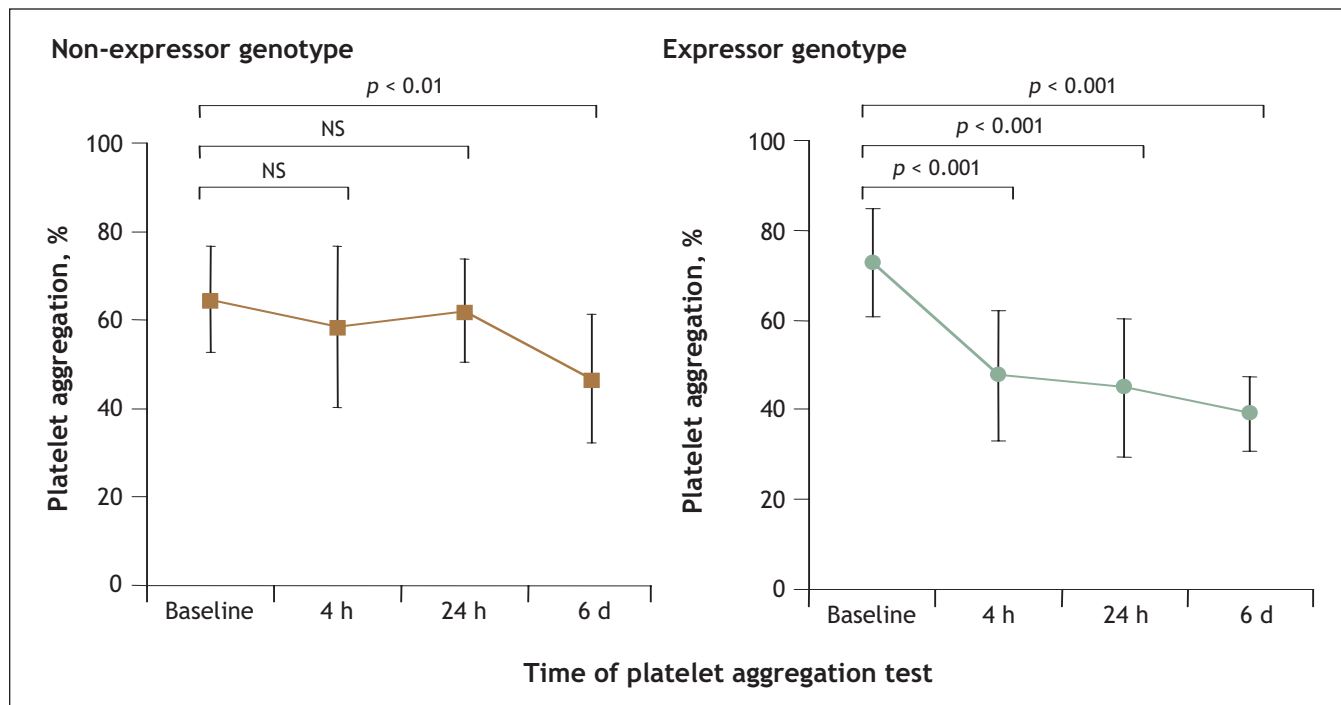 Non-expressor genotype
p < 0.01
NS
NS
100
80
60
40
20
0
Platelet aggregation, %
Baseline 4 h 24 h 6 d
Expressor genotype
p < 0.001
p < 0.001
p < 0.001
100
80
60
40
20
0
Platelet aggregation, %
Baseline 4 h 24 h 6 d
Time of platelet aggregation test